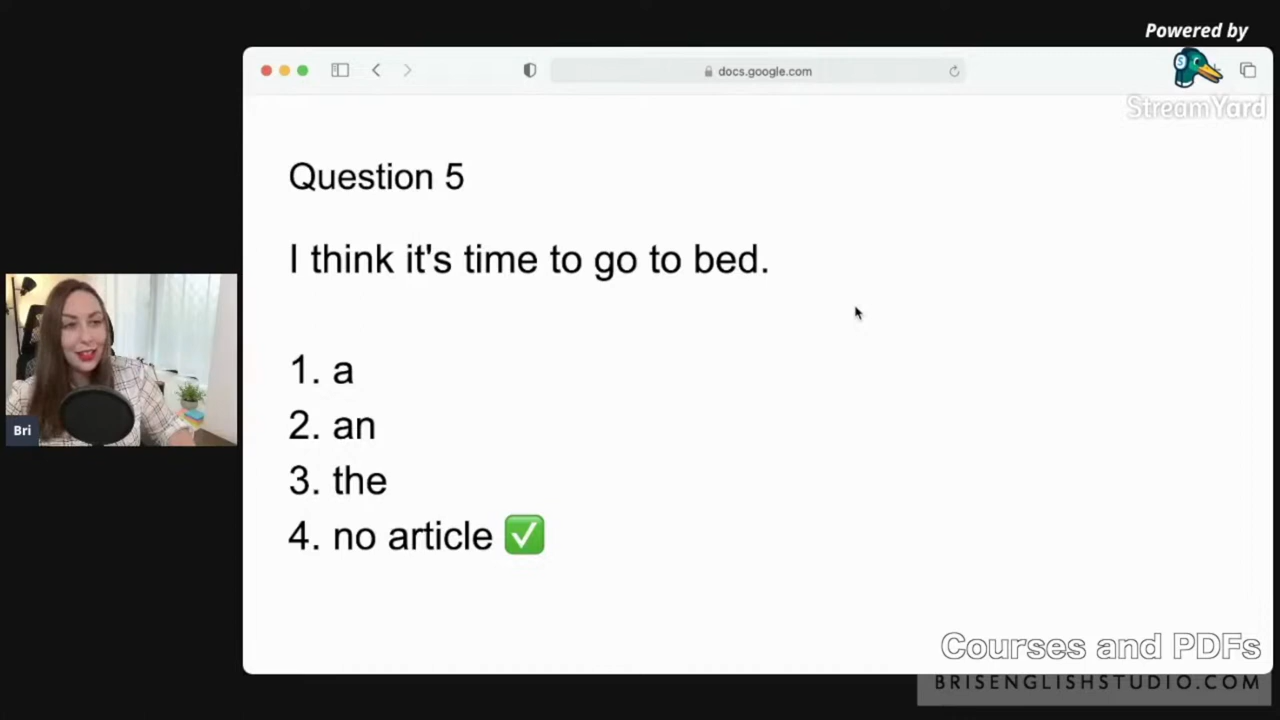 Powered by
docs.google.com
StreamYard
Question 5
I think it's time to go to bed.
1. a
2. an
3. the
4. no article ✅
Bri
Courses and PDFs
BRISENGLISHSTUDIO.COM